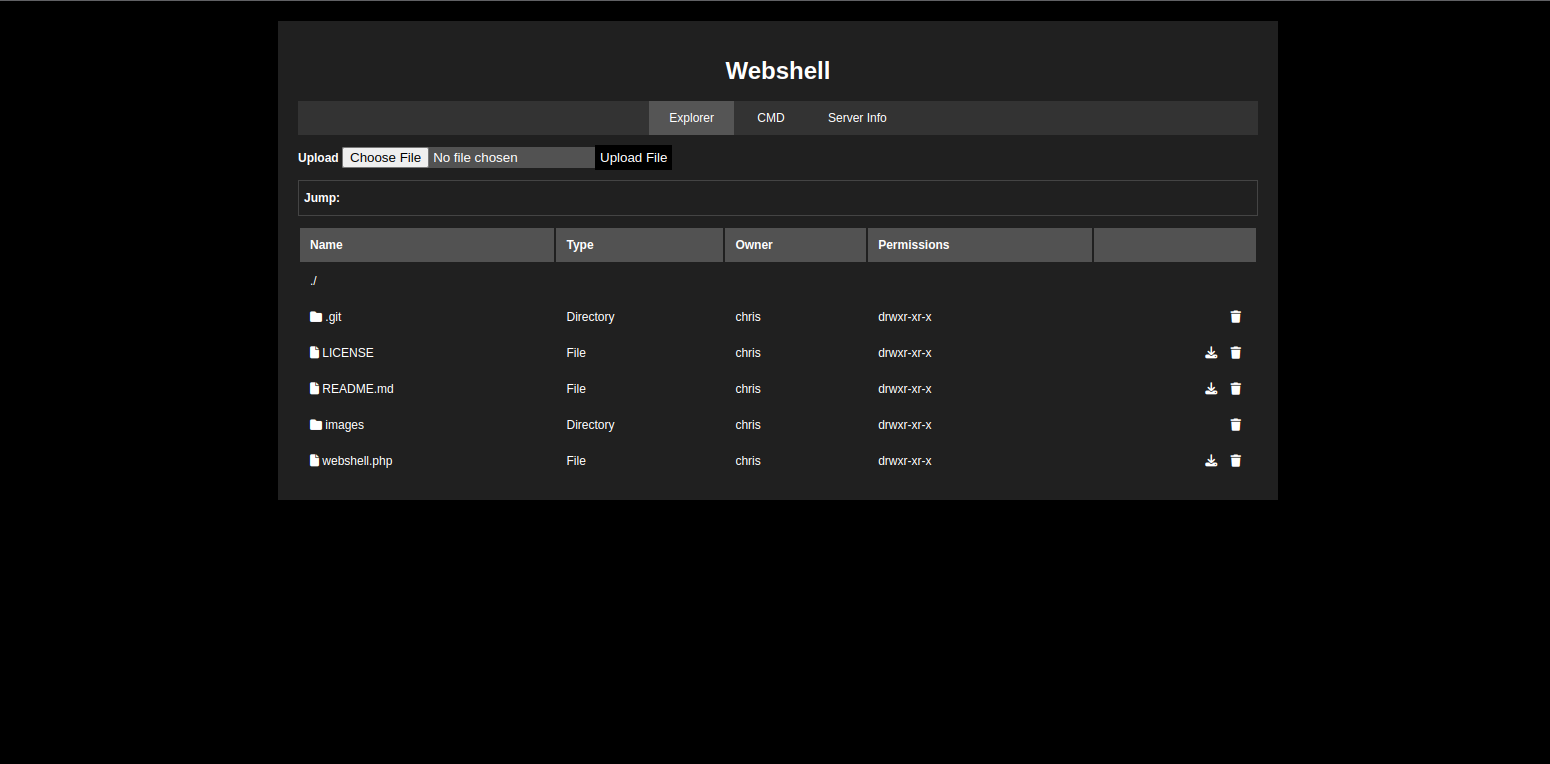 Webshell
Explorer CMD Server Info
Upload Choose File No file chosen Upload File
Jump:
Name Type Owner Permissions
./
.git Directory chris drwxr-xr-x
LICENSE File chris drwxr-xr-x
README.md File chris drwxr-xr-x
images Directory chris drwxr-xr-x
webshell.php File chris drwxr-xr-x